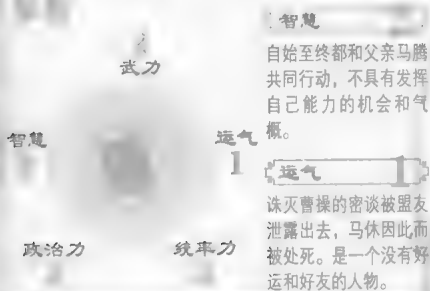 武力
智慧
运气
1
政治力
统率力
智慧
自始至终都和父亲马腾
共同行动，不具有发挥
自己能力的机会和气
概。
运气 1
诛灭曹操的密谈被盟友
泄露出去，马休因此而
被处死。是一个没有好
运和好友的人物。